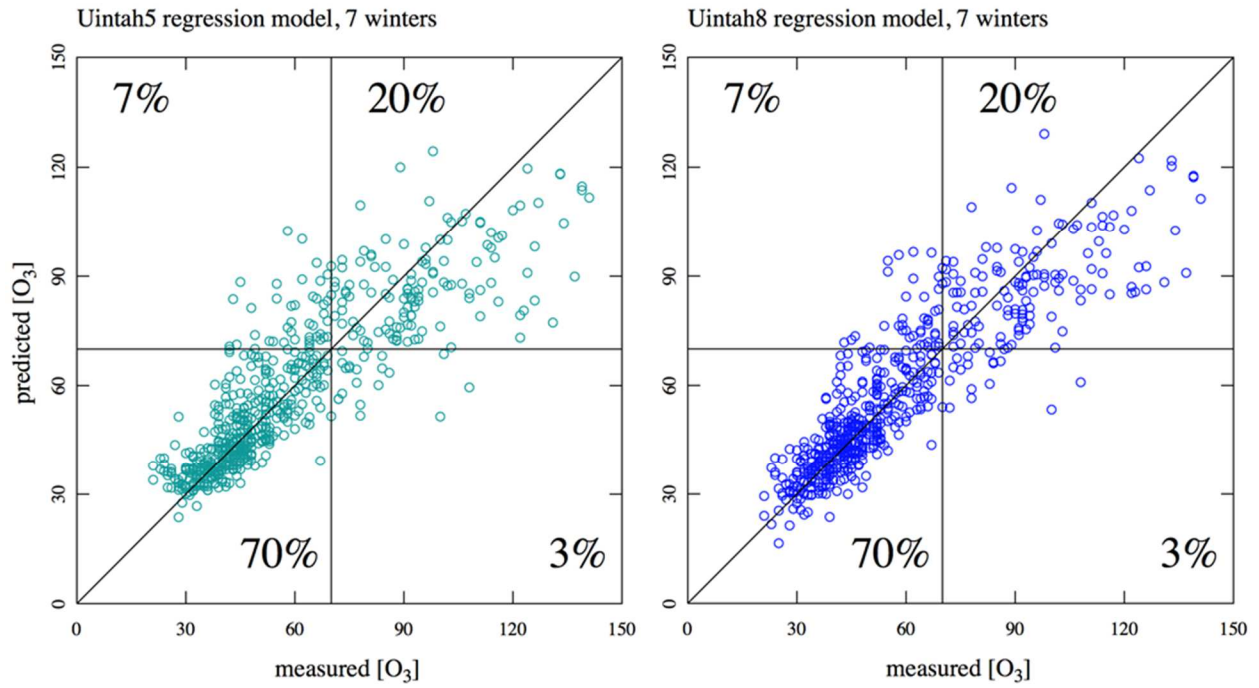 Uintah5 regression model, 7 winters
150
120
90
60
30
0
predicted [O₃]
7%
20%
70%
3%
0 30 60 90 120 150
measured [O₃]
Uintah8 regression model, 7 winters
150
120
90
60
30
0
7%
20%
70%
3%
0 30 60 90 120 150
measured [O₃]